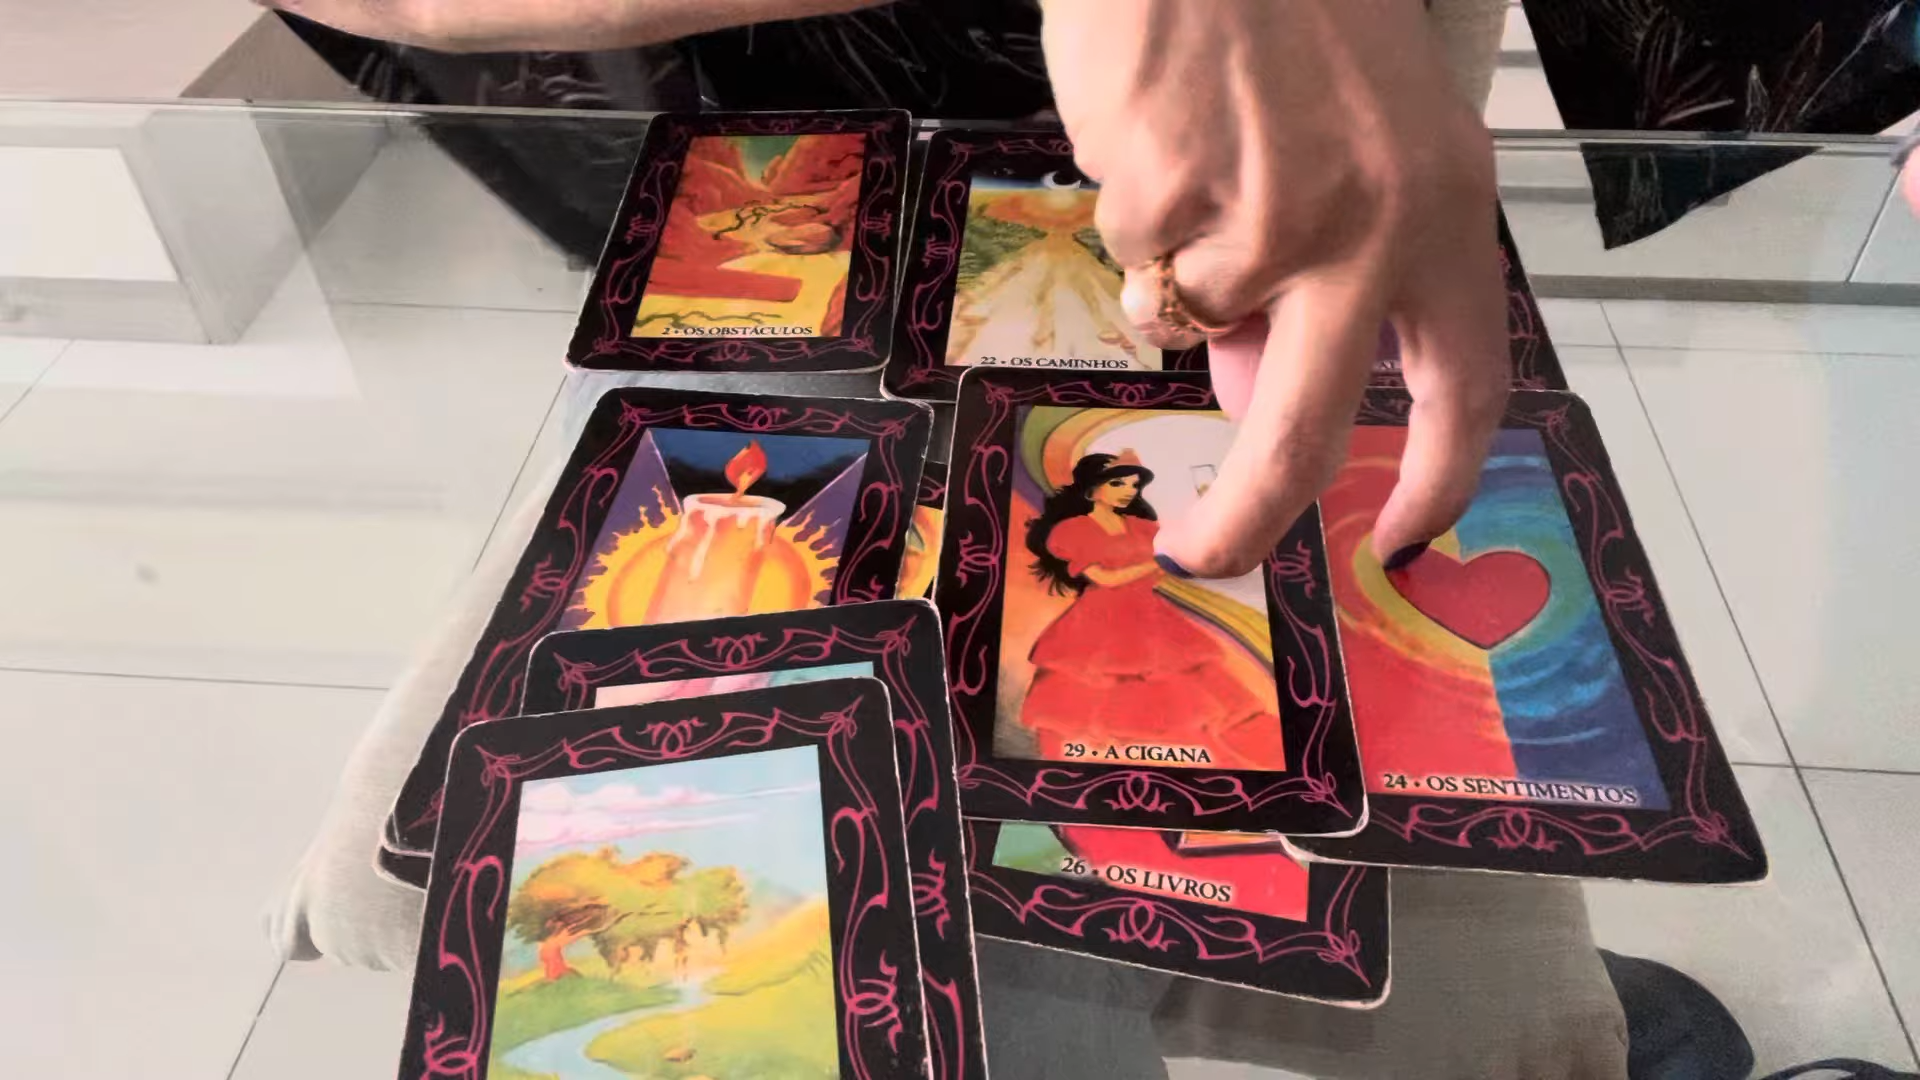 2 • OS OBSTÁCULOS
22 • OS CAMINHOS
29 • A CIGANA
24 • OS SENTIMENTOS
26 • OS LIVROS